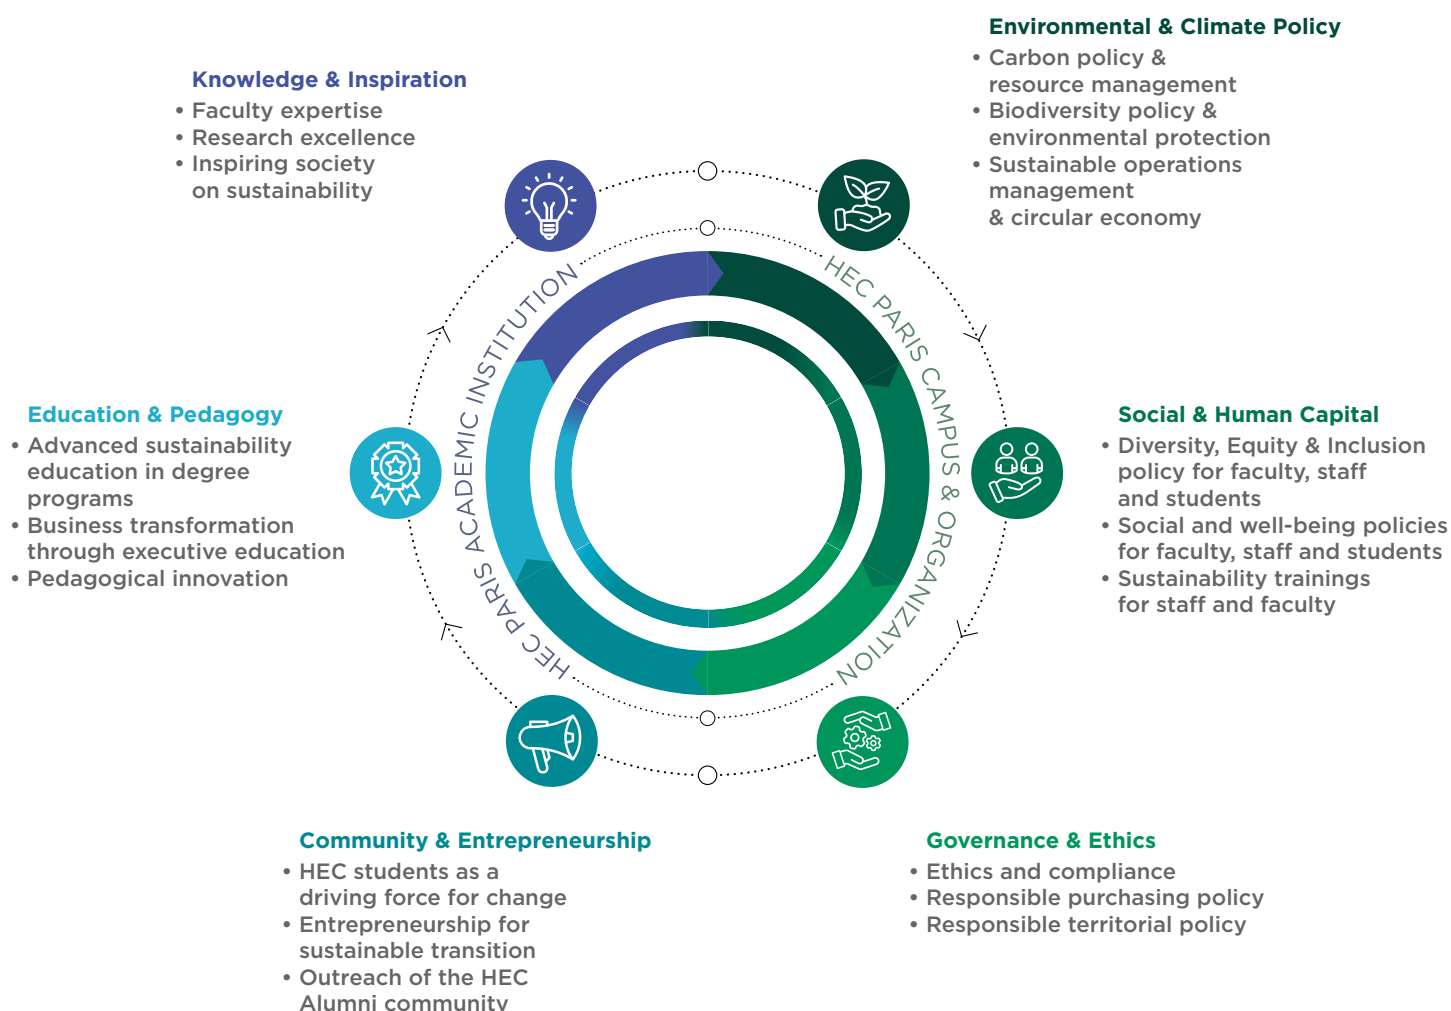 Environmental & Climate Policy
• Carbon policy &
resource management
• Biodiversity policy &
environmental protection
• Sustainable operations
management
& circular economy
Knowledge & Inspiration
• Faculty expertise
• Research excellence
• Inspiring society
on sustainability
HEC PARIS ACADEMIC INSTITUTION
HEC PARIS CAMPUS & ORGANIZATION
Education & Pedagogy
• Advanced sustainability
education in degree
programs
• Business transformation
through executive education
• Pedagogical innovation
Social & Human Capital
• Diversity, Equity & Inclusion
policy for faculty, staff
and students
• Social and well-being policies
for faculty, staff and students
• Sustainability trainings
for staff and faculty
Community & Entrepreneurship
• HEC students as a
driving force for change
• Entrepreneurship for
sustainable transition
• Outreach of the HEC
Alumni community
Governance & Ethics
• Ethics and compliance
• Responsible purchasing policy
• Responsible territorial policy